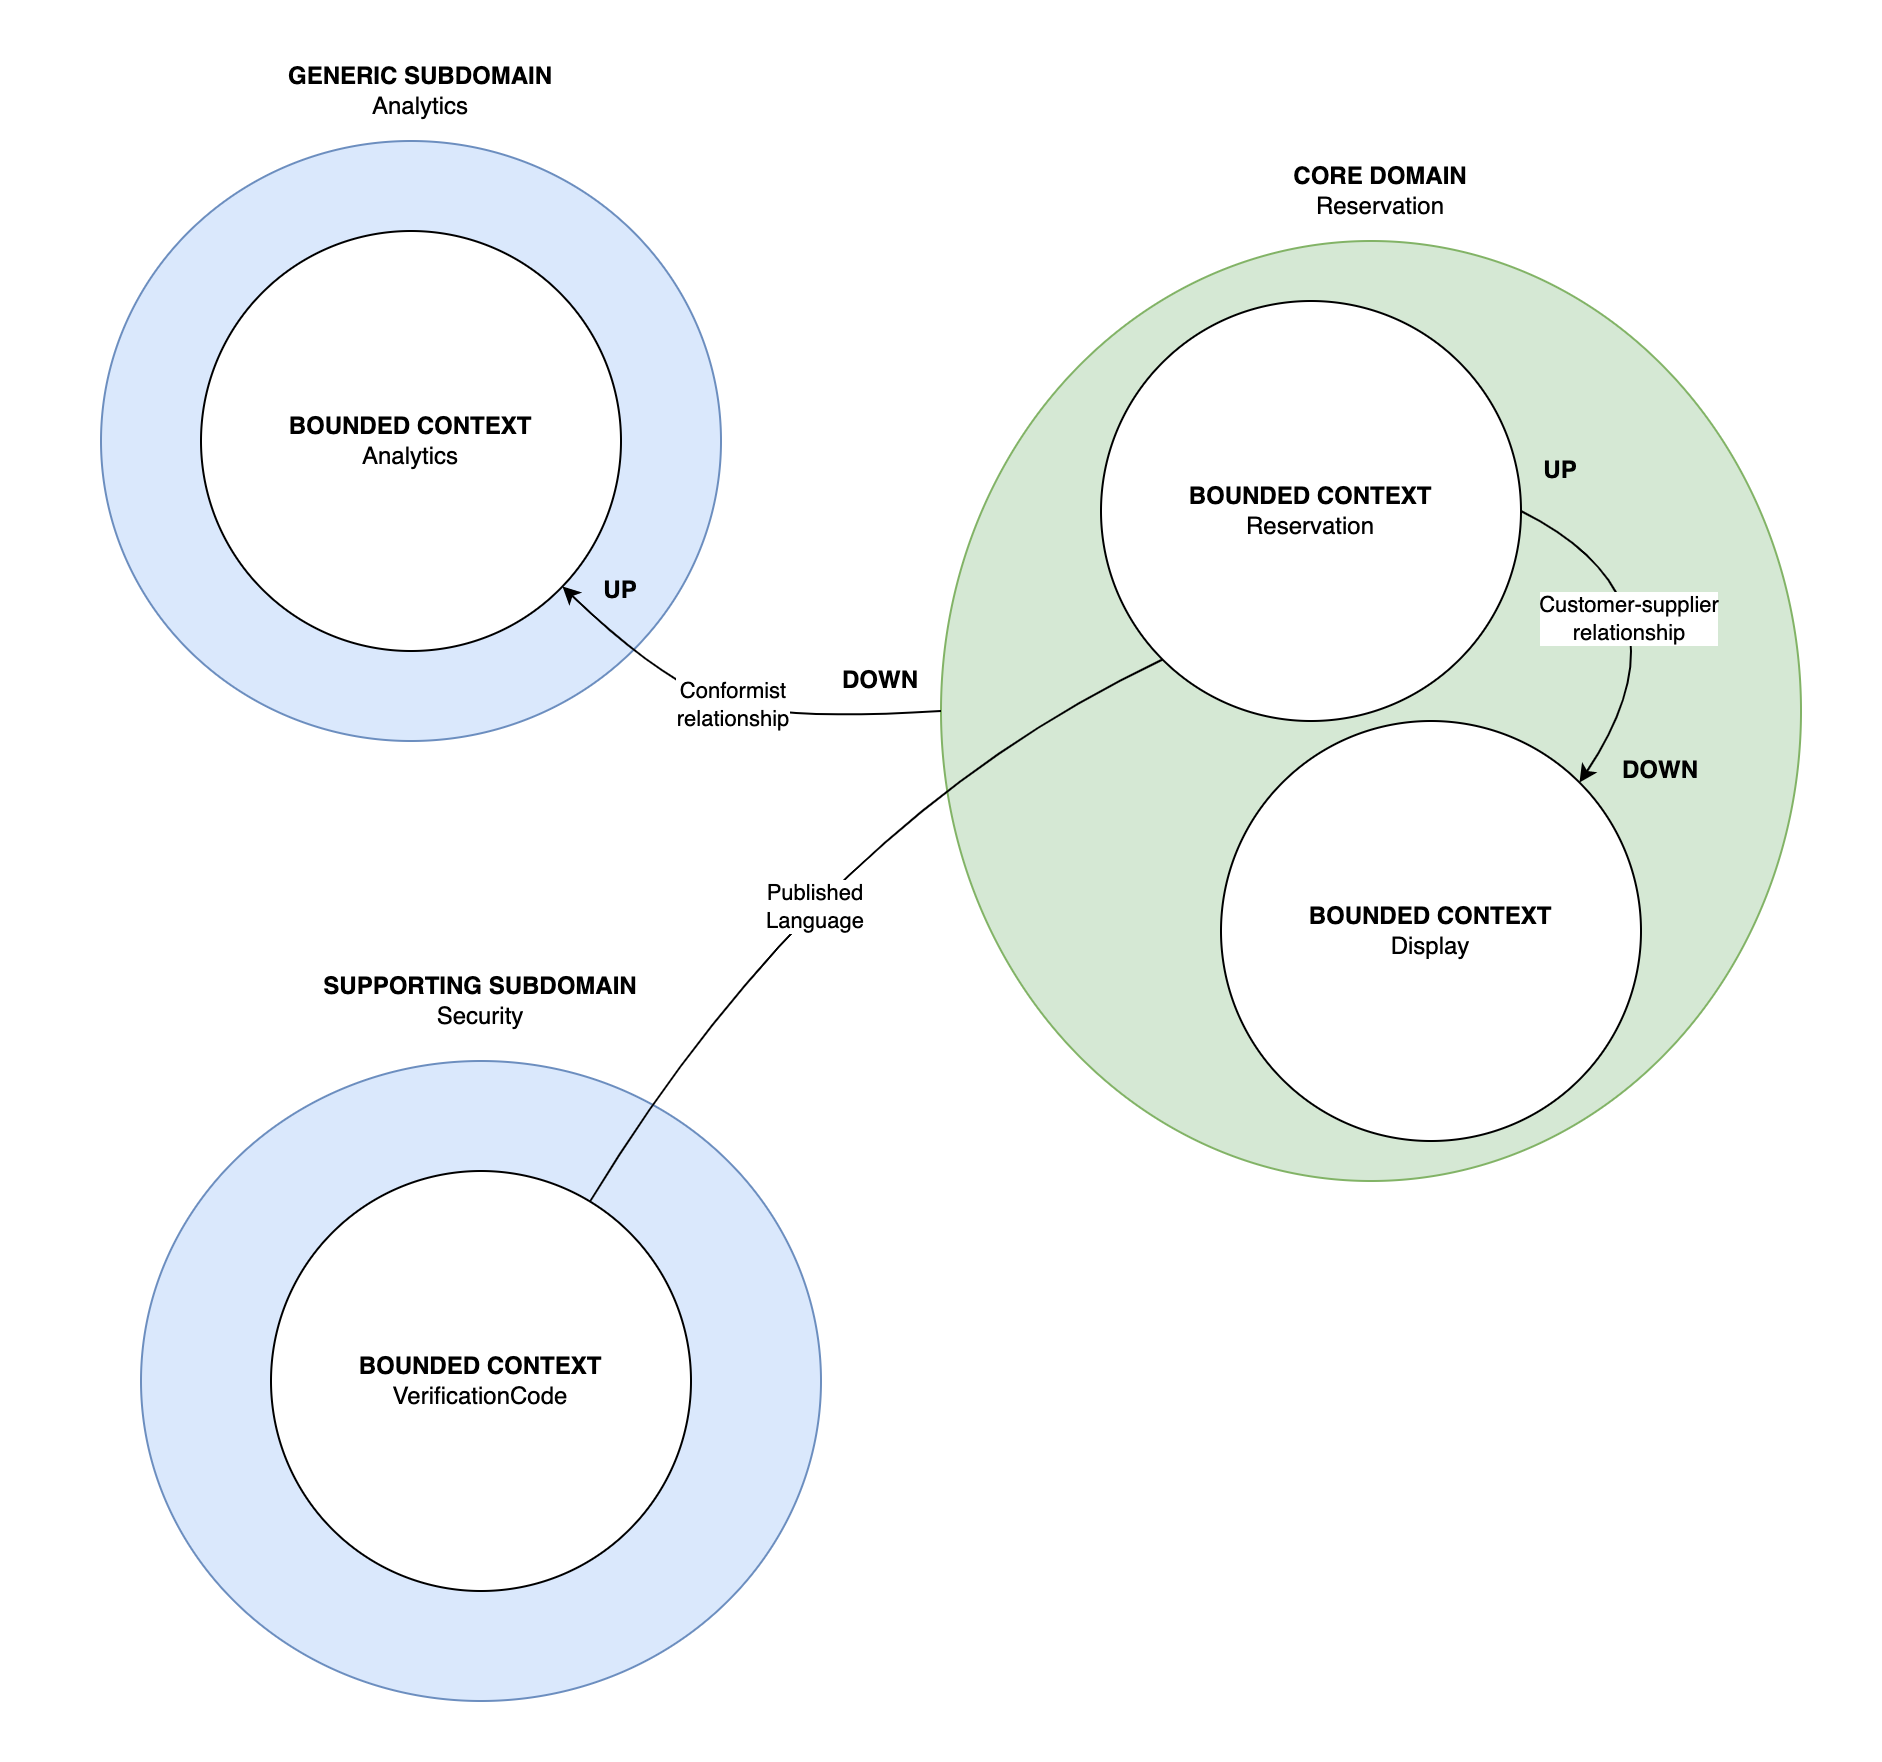 GENERIC SUBDOMAIN
Analytics
BOUNDED CONTEXT
Analytics
UP
Conformist
relationship
DOWN
CORE DOMAIN
Reservation
BOUNDED CONTEXT
Reservation
UP
Customer-supplier
relationship
DOWN
BOUNDED CONTEXT
Display
Published
Language
SUPPORTING SUBDOMAIN
Security
BOUNDED CONTEXT
VerificationCode